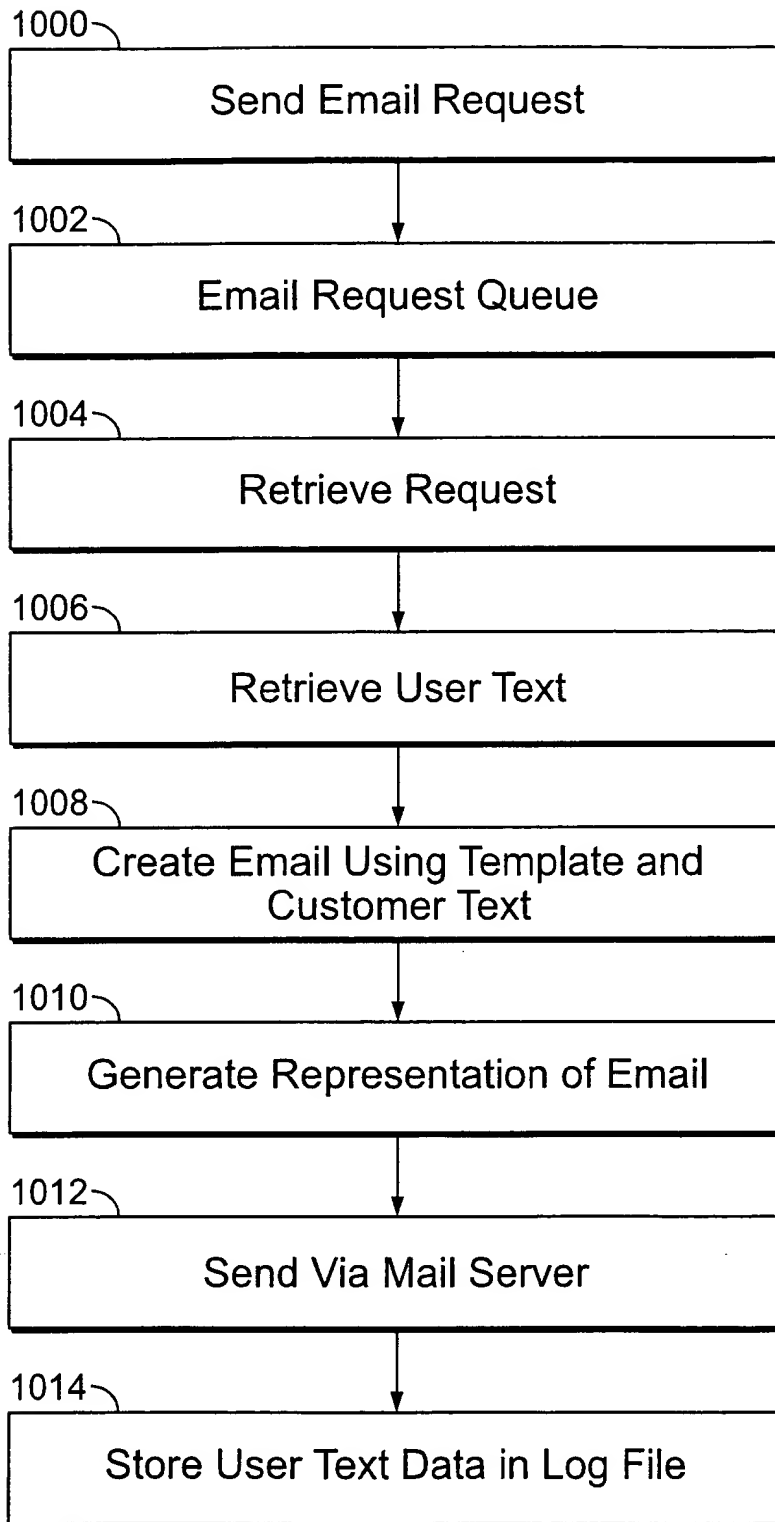 1000
Send Email Request
1002
Email Request Queue
1004
Retrieve Request
1006
Retrieve User Text
1008
Create Email Using Template and
Customer Text
1010
Generate Representation of Email
1012
Send Via Mail Server
1014
Store User Text Data in Log File